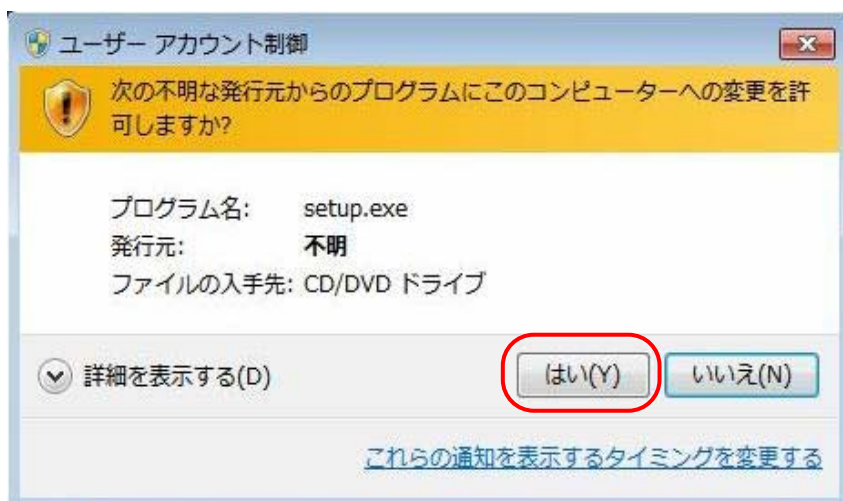 ユーザー アカウント制御
次の不明な発行元からのプログラムにこのコンピューターへの変更を許
可しますか?
プログラム名: setup.exe
発行元: 不明
ファイルの入手先: CD/DVD ドライブ
詳細を表示する(D) はい(Y) いいえ(N)
これらの通知を表示するタイミングを変更する